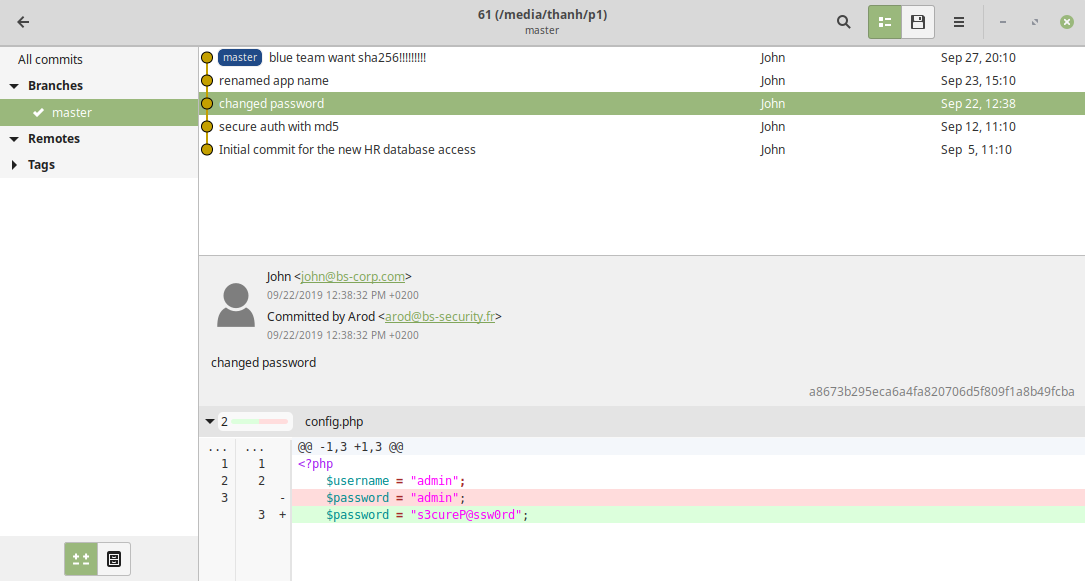 61 (/media/thanh/p1)
master
All commits
Branches
master
Remotes
Tags
master blue team want sha256!!!!!!!!! John Sep 27, 20:10
renamed app name John Sep 23, 15:10
changed password John Sep 22, 12:38
secure auth with md5 John Sep 12, 11:10
Initial commit for the new HR database access John Sep 5, 11:10
John <john@bs-corp.com>
09/22/2019 12:38:32 PM +0200
Committed by Arod <arod@bs-security.fr>
09/22/2019 12:38:32 PM +0200
changed password
a8673b295eca6a4fa820706d5f809f1a8b49fcba
2 config.php
... ... @@ -1,3 +1,3 @@
1 1 <?php
2 2 $username = "admin";
3 - $password = "admin";
3 + $password = "s3cureP@ssw0rd";